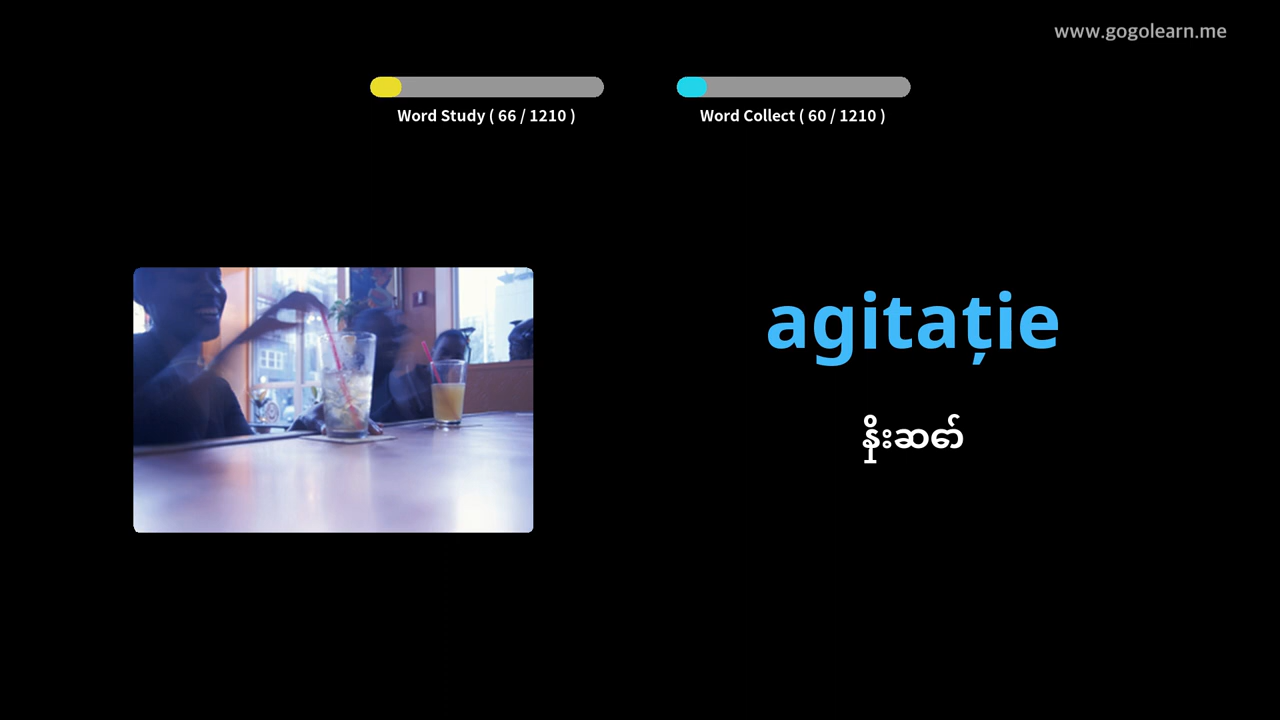 www.gogolearn.me
Word Study ( 66 / 1210 )
Word Collect ( 60 / 1210 )
agitație
နှိုးဆော်